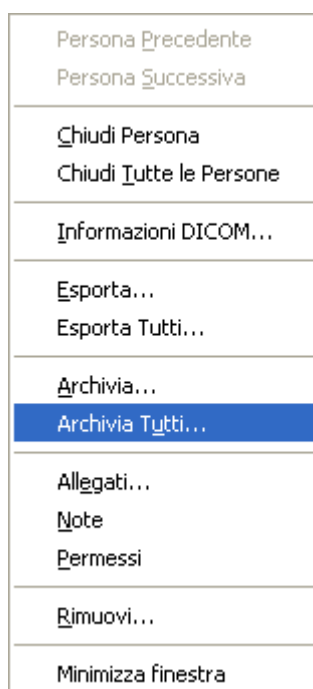 Persona Precedente
Persona Successiva
Chiudi Persona
Chiudi Tutte le Persone
Informazioni DICOM...
Esporta...
Esporta Tutti...
Archivia...
Archivia Tutti...
Allegati...
Note
Permessi
Rimuovi...
Minimizza finestra